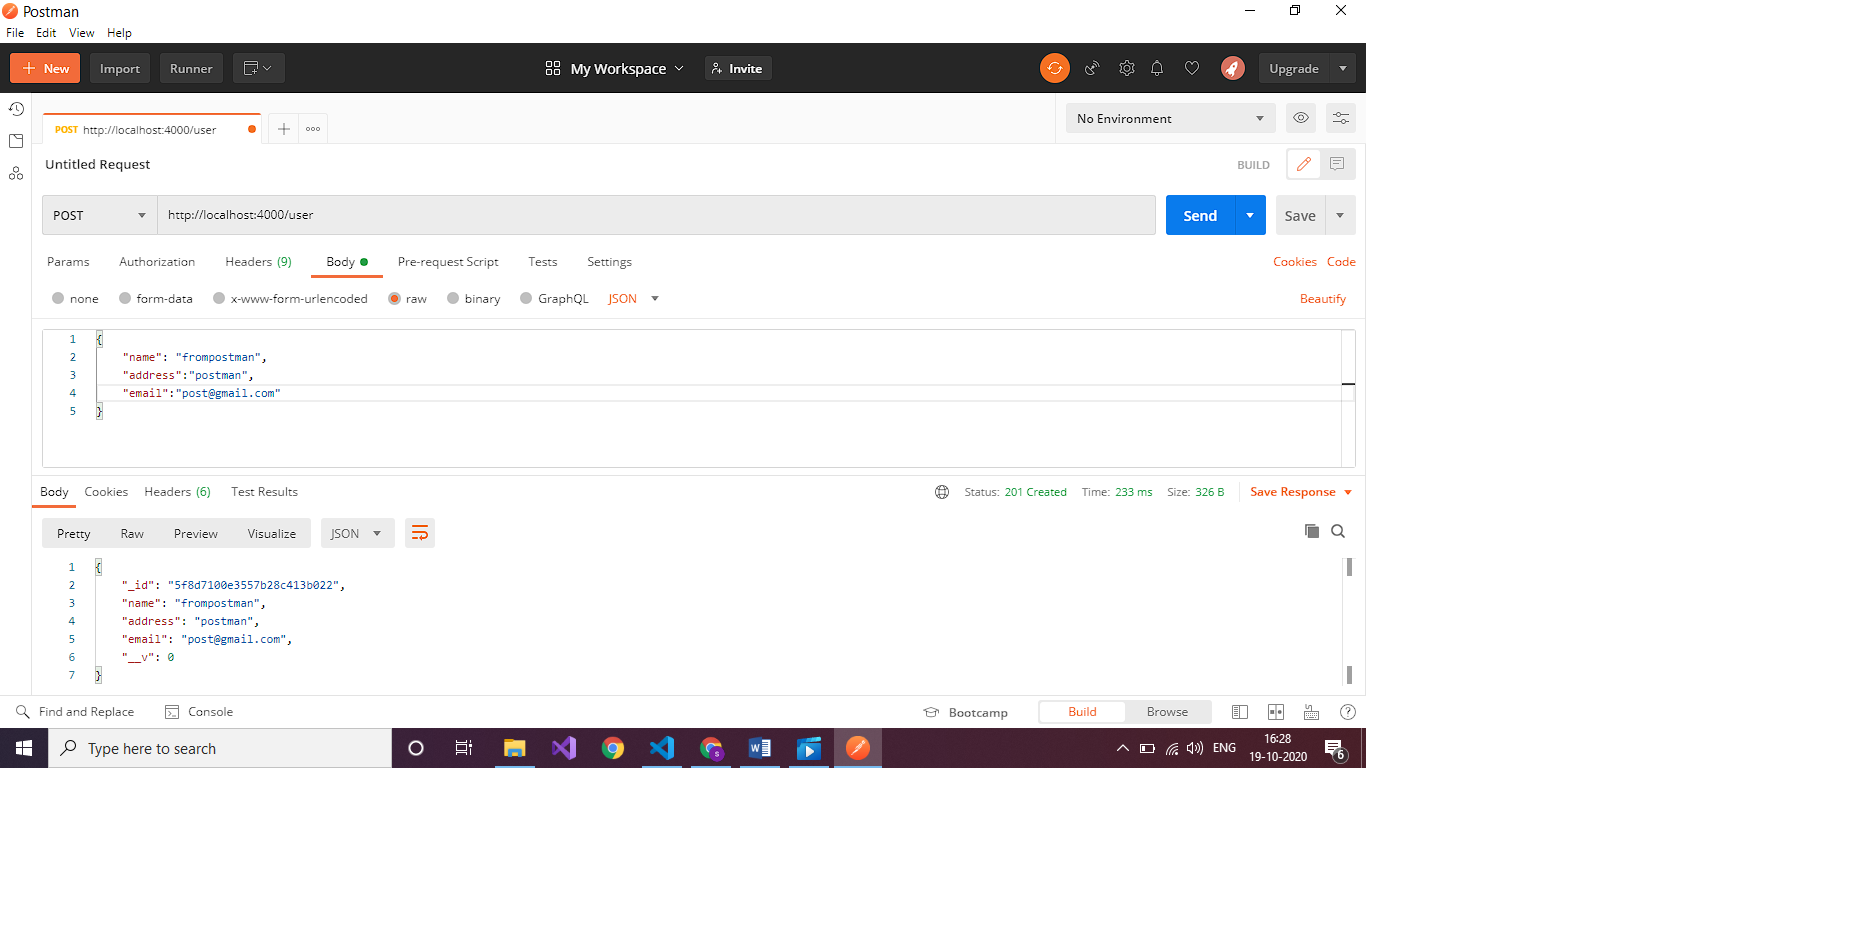 Postman
File Edit View Help
+ New Import Runner My Workspace Invite Upgrade
POST http://localhost:4000/user No Environment
Untitled Request BUILD
POST http://localhost:4000/user Send Save
Params Authorization Headers (9) Body Pre-request Script Tests Settings Cookies Code
none form-data x-www-form-urlencoded raw binary GraphQL JSON Beautify
1 {
2 "name": "frompostman",
3 "address":"postman",
4 "email":"post@gmail.com"
5 }
Body Cookies Headers (6) Test Results Status: 201 Created Time: 233 ms Size: 326 B Save Response
Pretty Raw Preview Visualize JSON
1 {
2 "_id": "5f8d7100e3557b28c413b022",
3 "name": "frompostman",
4 "address": "postman",
5 "email": "post@gmail.com",
6 "__v": 0
7 }
Find and Replace Console Bootcamp Build Browse
Type here to search ENG 16:28
19-10-2020 6